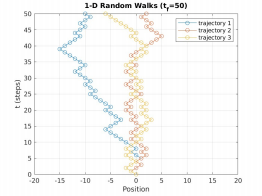 1-D Random Walks (tf=50)
trajectory 1
trajectory 2
trajectory 3
t (steps)
50
45
40
35
30
25
20
15
10
5
0
-20 -15 -10 -5 0 5 10 15 20
Position